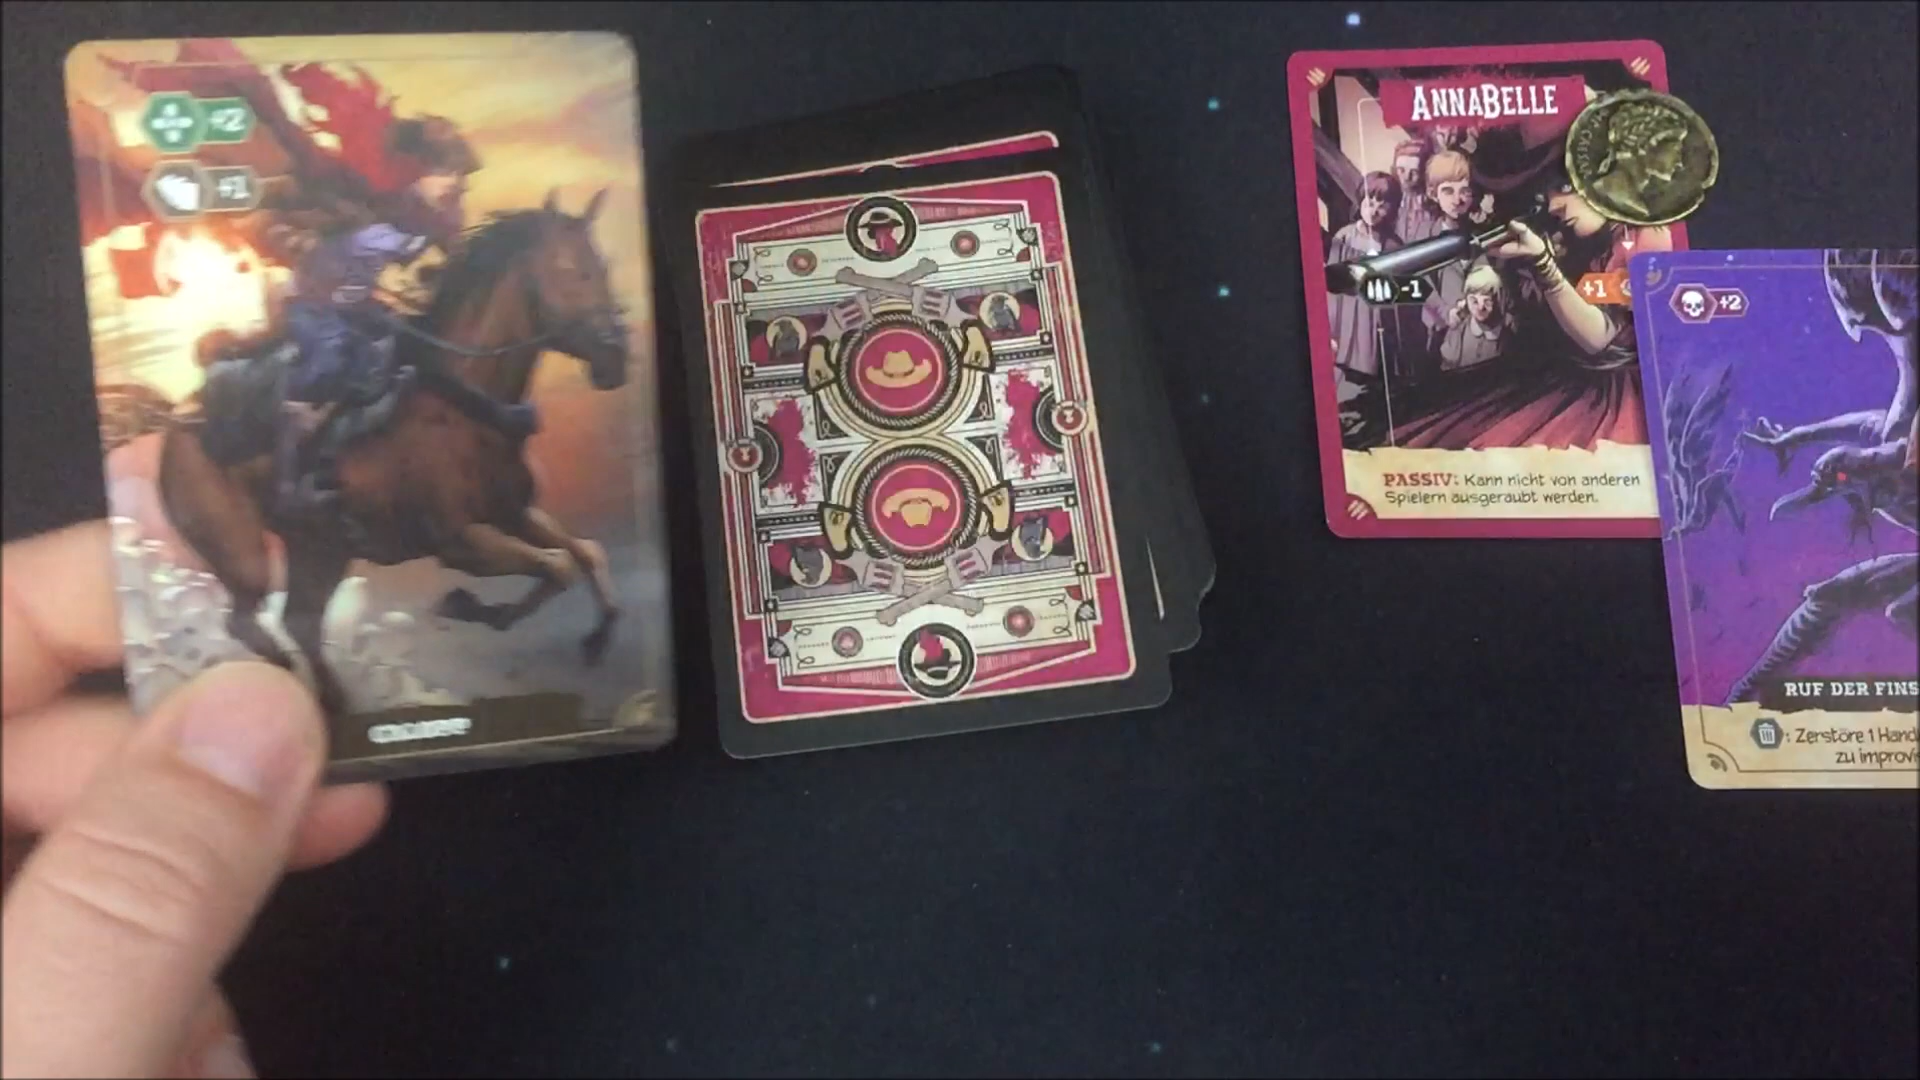 +2
+1
ANNABELLE
-1
+1
PASSIV: Kann nicht von anderen
Spielern ausgeraubt werden.
+2
RUF DER FINS
: Zerstöre 1 Hand
zu improvi